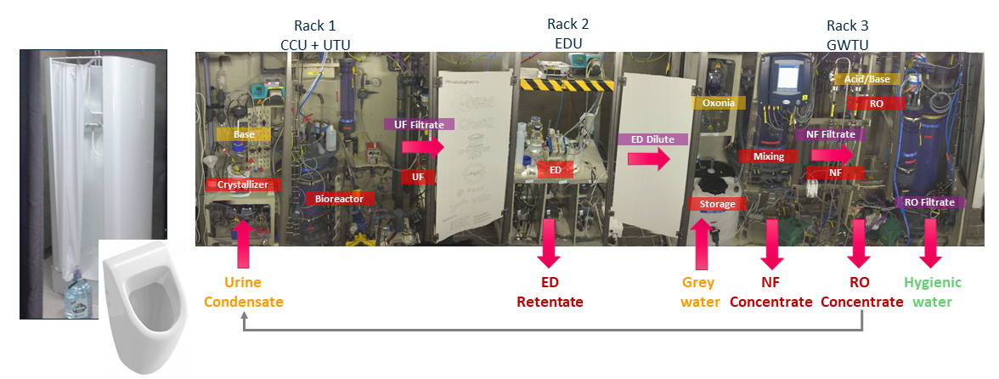 Rack 1
CCU + UTU
Rack 2
EDU
Rack 3
GWTU
Base
Crystallizer
Bioreactor
UF Filtrate
UF
ED
ED Dilute
Oxonia
Mixing
Storage
Acid/Base
RO
NF Filtrate
NF
RO Filtrate
Urine
Condensate
ED
Retentate
Grey
water
NF
Concentrate
RO
Concentrate
Hygienic
water